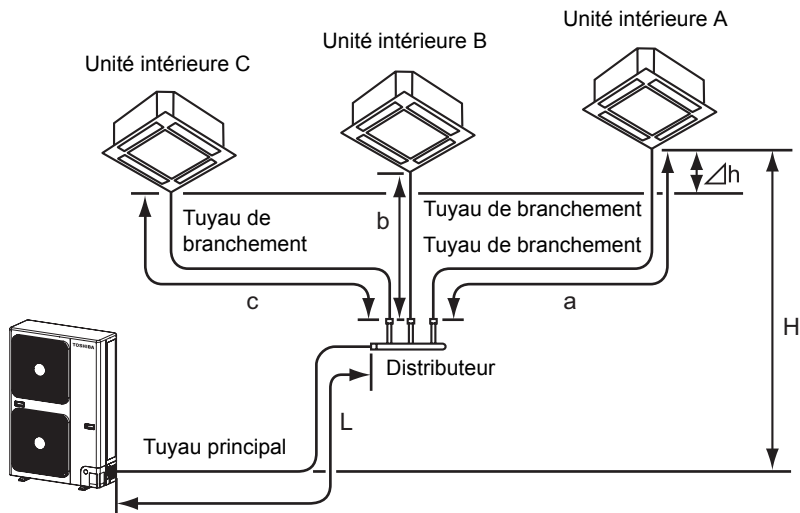 Unité intérieure A
Unité intérieure B
Unité intérieure C
⊿h
Tuyau de
branchement
b
Tuyau de branchement
Tuyau de branchement
c
a
H
TOSHIBA
Distributeur
L
Tuyau principal